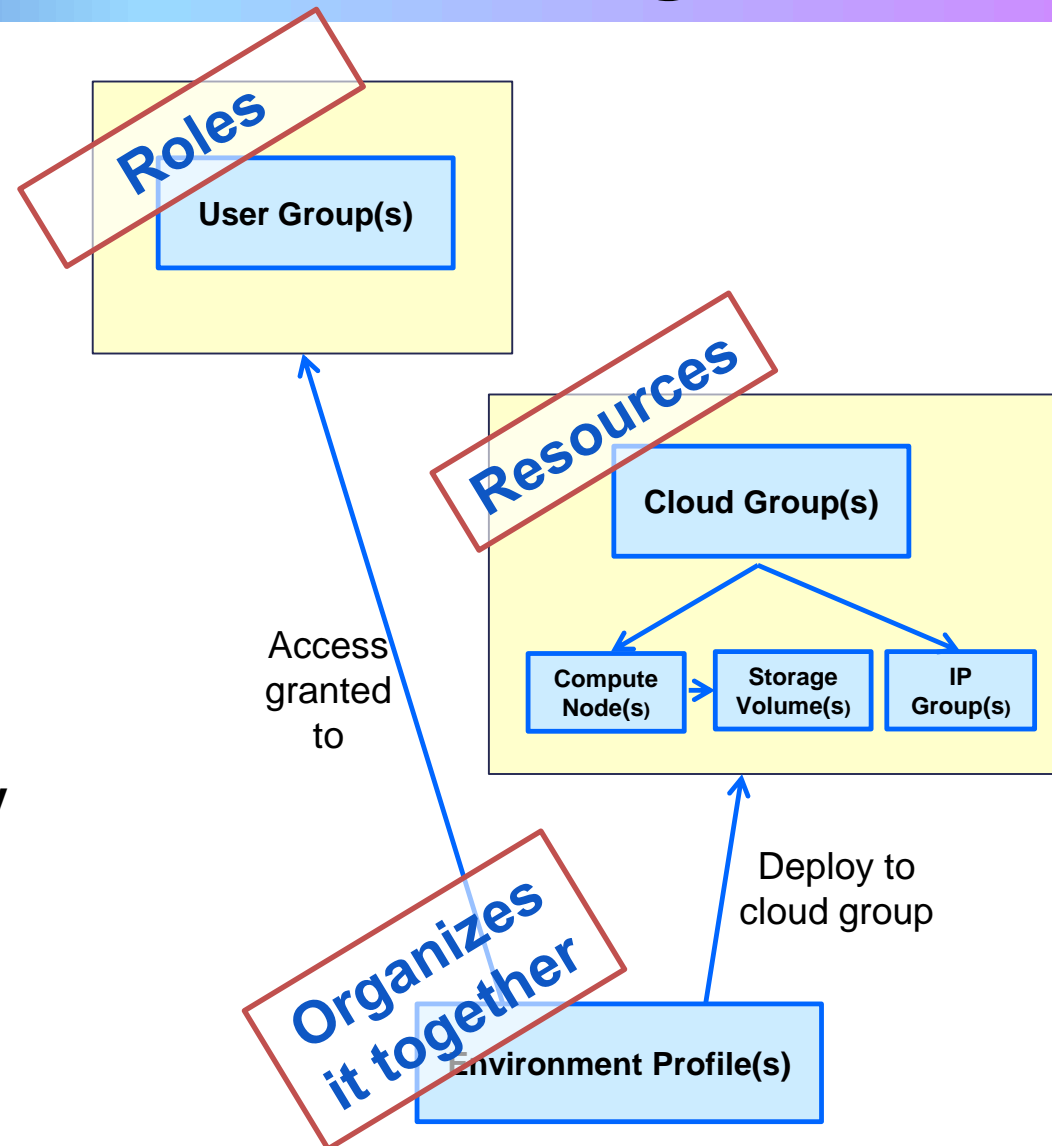 Roles
User Group(s)
Resources
Cloud Group(s)
Compute
Node(s)
Storage
Volume(s)
IP
Group(s)
Access
granted
to
Deploy to
cloud group
Organizes
it together
Environment Profile(s)